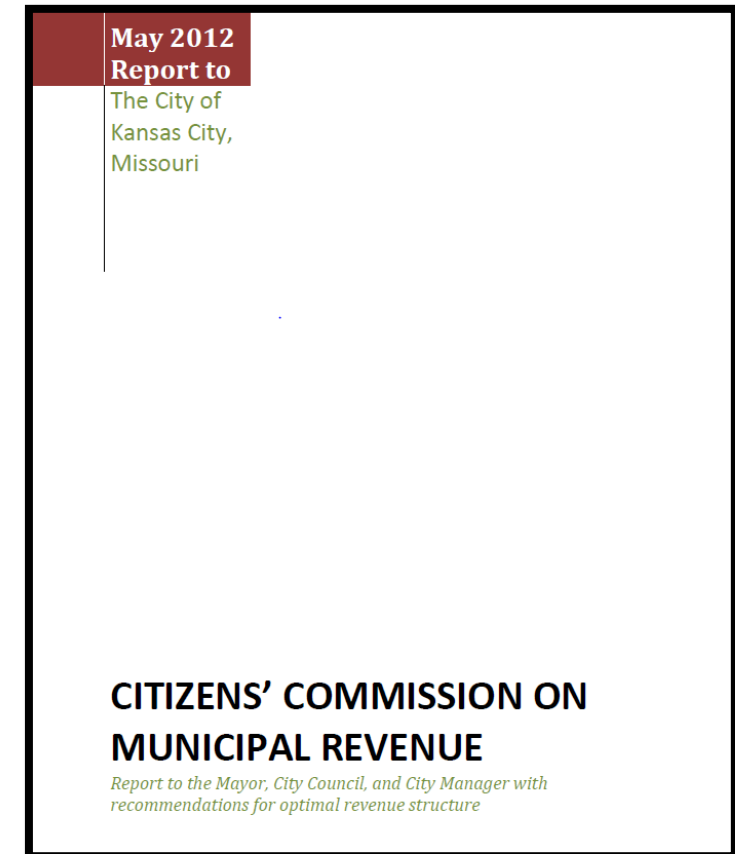 May 2012
Report to
The City of
Kansas City,
Missouri
CITIZENS’ COMMISSION ON
MUNICIPAL REVENUE
Report to the Mayor, City Council, and City Manager with
recommendations for optimal revenue structure